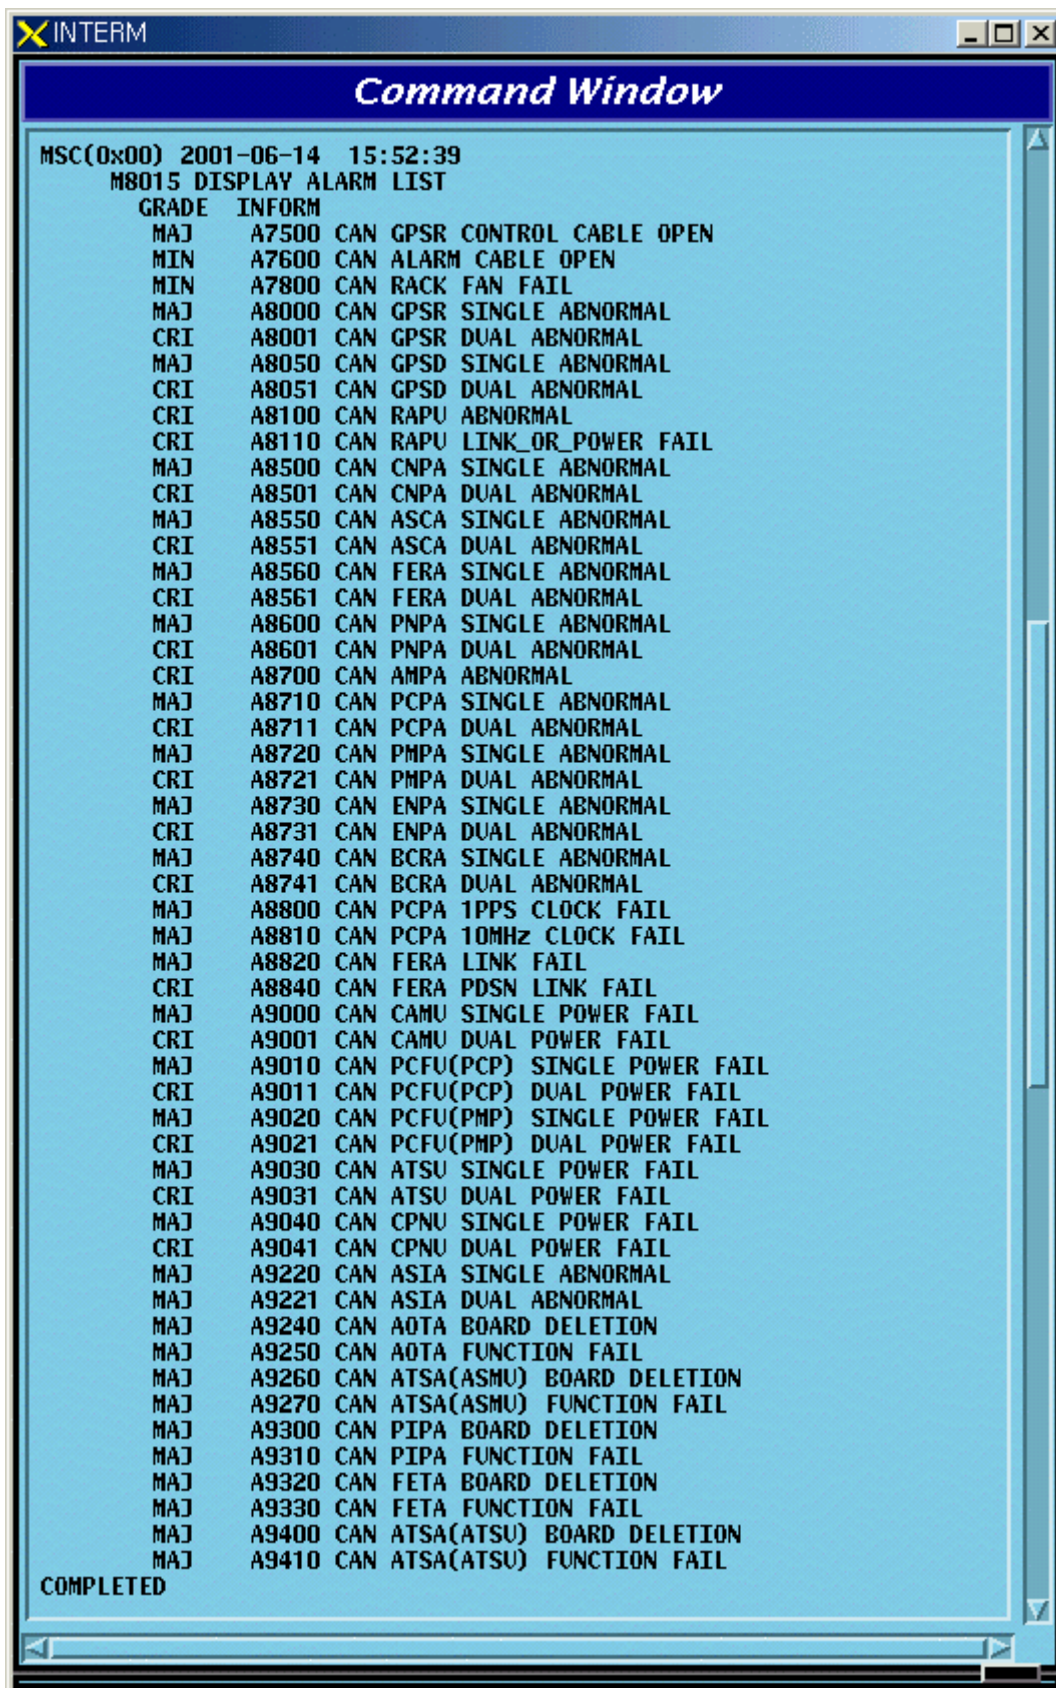 INTERM
Command Window
MSC(0x00) 2001-06-14 15:52:39
M8015 DISPLAY ALARM LIST
GRADE INFORM
MAJ A7500 CAN GPSR CONTROL CABLE OPEN
MIN A7600 CAN ALARM CABLE OPEN
MIN A7800 CAN RACK FAN FAIL
MAJ A8000 CAN GPSR SINGLE ABNORMAL
CRI A8001 CAN GPSR DUAL ABNORMAL
MAJ A8050 CAN GPSD SINGLE ABNORMAL
CRI A8051 CAN GPSD DUAL ABNORMAL
CRI A8100 CAN RAPU ABNORMAL
CRI A8110 CAN RAPU LINK_OR_POWER FAIL
MAJ A8500 CAN CNPA SINGLE ABNORMAL
CRI A8501 CAN CNPA DUAL ABNORMAL
MAJ A8550 CAN ASCA SINGLE ABNORMAL
CRI A8551 CAN ASCA DUAL ABNORMAL
MAJ A8560 CAN FERA SINGLE ABNORMAL
CRI A8561 CAN FERA DUAL ABNORMAL
MAJ A8600 CAN PNPA SINGLE ABNORMAL
CRI A8601 CAN PNPA DUAL ABNORMAL
CRI A8700 CAN AMPA ABNORMAL
MAJ A8710 CAN PCPA SINGLE ABNORMAL
CRI A8711 CAN PCPA DUAL ABNORMAL
MAJ A8720 CAN PMPA SINGLE ABNORMAL
CRI A8721 CAN PMPA DUAL ABNORMAL
MAJ A8730 CAN ENPA SINGLE ABNORMAL
CRI A8731 CAN ENPA DUAL ABNORMAL
MAJ A8740 CAN BCRA SINGLE ABNORMAL
CRI A8741 CAN BCRA DUAL ABNORMAL
MAJ A8800 CAN PCPA 1PPS CLOCK FAIL
MAJ A8810 CAN PCPA 10MHz CLOCK FAIL
MAJ A8820 CAN FERA LINK FAIL
CRI A8840 CAN FERA PDSN LINK FAIL
MAJ A9000 CAN CAMU SINGLE POWER FAIL
CRI A9001 CAN CAMU DUAL POWER FAIL
MAJ A9010 CAN PCFU(PCP) SINGLE POWER FAIL
CRI A9011 CAN PCFU(PCP) DUAL POWER FAIL
MAJ A9020 CAN PCFU(PMP) SINGLE POWER FAIL
CRI A9021 CAN PCFU(PMP) DUAL POWER FAIL
MAJ A9030 CAN ATSU SINGLE POWER FAIL
CRI A9031 CAN ATSU DUAL POWER FAIL
MAJ A9040 CAN CPNU SINGLE POWER FAIL
CRI A9041 CAN CPNU DUAL POWER FAIL
MAJ A9220 CAN ASIA SINGLE ABNORMAL
MAJ A9221 CAN ASIA DUAL ABNORMAL
MAJ A9240 CAN AOTA BOARD DELETION
MAJ A9250 CAN AOTA FUNCTION FAIL
MAJ A9260 CAN ATSA(ASMU) BOARD DELETION
MAJ A9270 CAN ATSA(ASMU) FUNCTION FAIL
MAJ A9300 CAN PIPA BOARD DELETION
MAJ A9310 CAN PIPA FUNCTION FAIL
MAJ A9320 CAN FETA BOARD DELETION
MAJ A9330 CAN FETA FUNCTION FAIL
MAJ A9400 CAN ATSA(ATSU) BOARD DELETION
MAJ A9410 CAN ATSA(ATSU) FUNCTION FAIL
COMPLETED